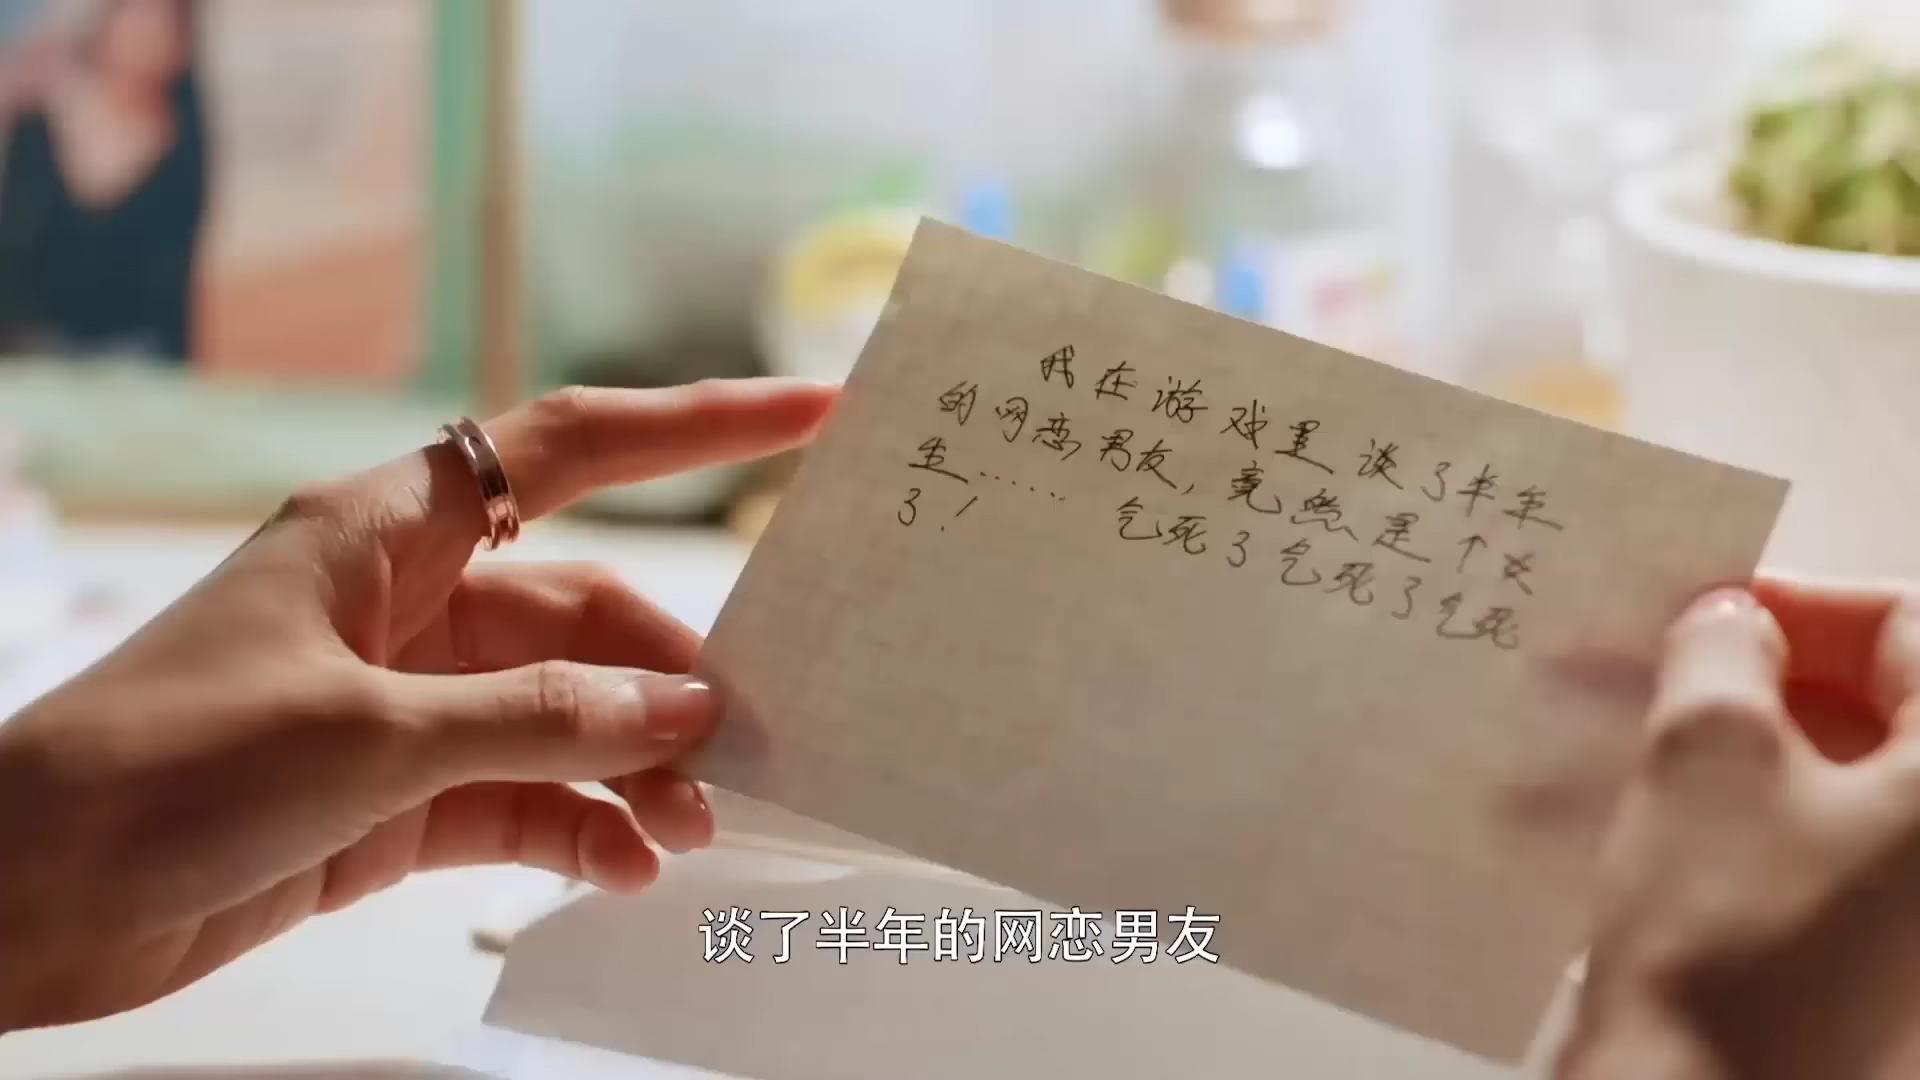 我在游戏里谈了半年
的网恋男友，竟然是个女
生……气死了气死了气死
了！
谈了半年的网恋男友